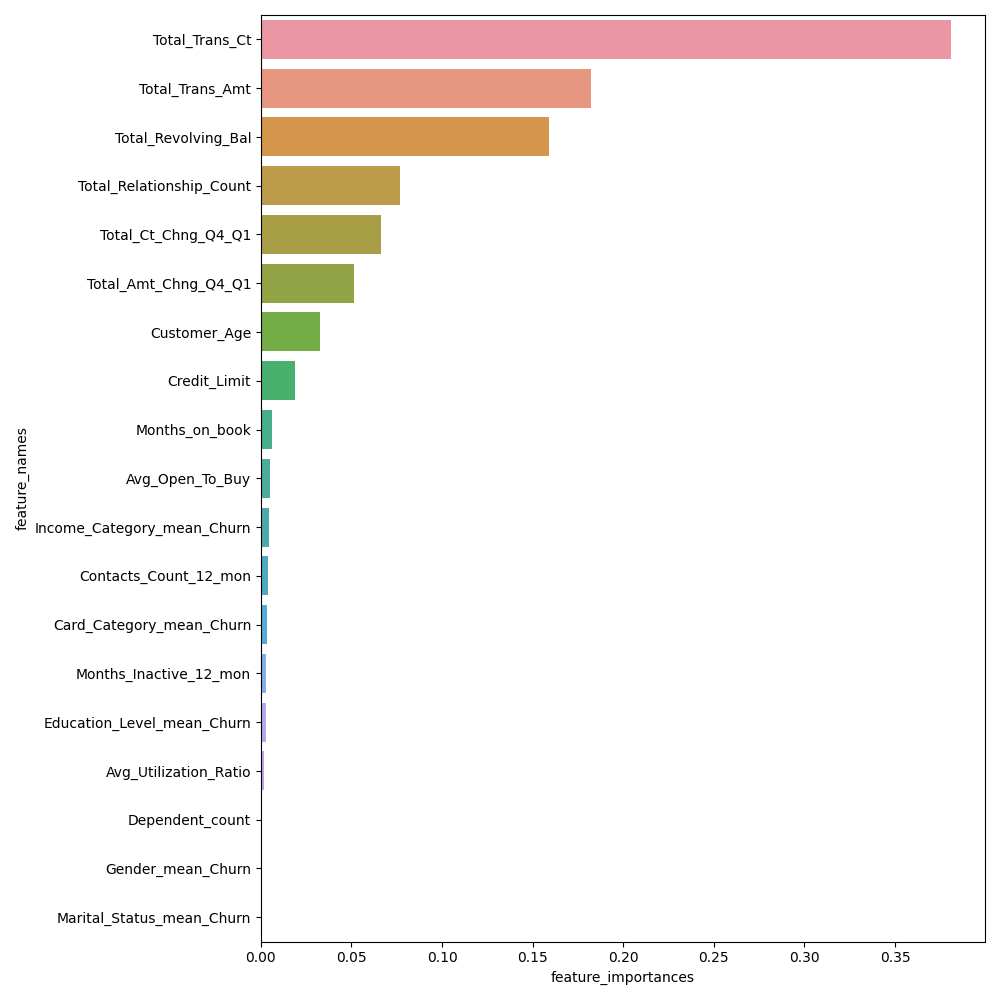 Total_Trans_Ct
Total_Trans_Amt
Total_Revolving_Bal
Total_Relationship_Count
Total_Ct_Chng_Q4_Q1
Total_Amt_Chng_Q4_Q1
Customer_Age
Credit_Limit
Months_on_book
Avg_Open_To_Buy
Income_Category_mean_Churn
Contacts_Count_12_mon
Card_Category_mean_Churn
Months_Inactive_12_mon
Education_Level_mean_Churn
Avg_Utilization_Ratio
Dependent_count
Gender_mean_Churn
Marital_Status_mean_Churn
feature_names
0.00 0.05 0.10 0.15 0.20 0.25 0.30 0.35
feature_importances